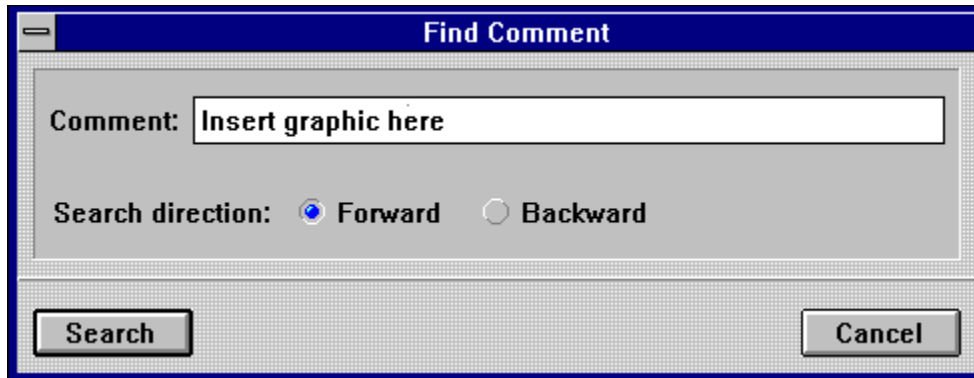 Find Comment
Comment: Insert graphic here
Search direction: Forward Backward
Search Cancel